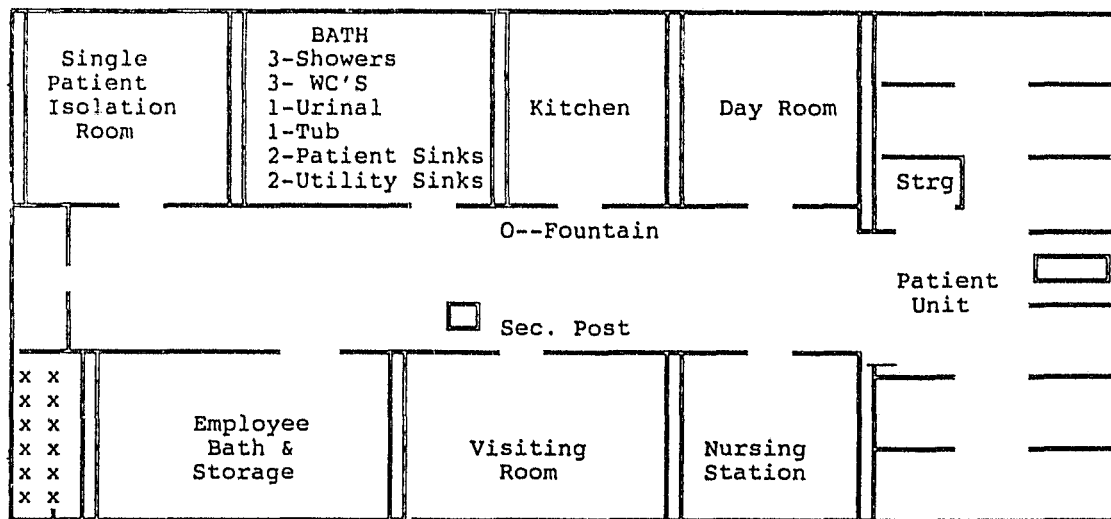 Single
Patient
Isolation
Room
BATH
3-Showers
3- WC'S
1-Urinal
1-Tub
2-Patient Sinks
2-Utility Sinks
Kitchen
Day Room
Strg
O--Fountain
Patient
Unit
Sec. Post
x x
x x
x x
x x
x x
x x
Employee
Bath &
Storage
Visiting
Room
Nursing
Station